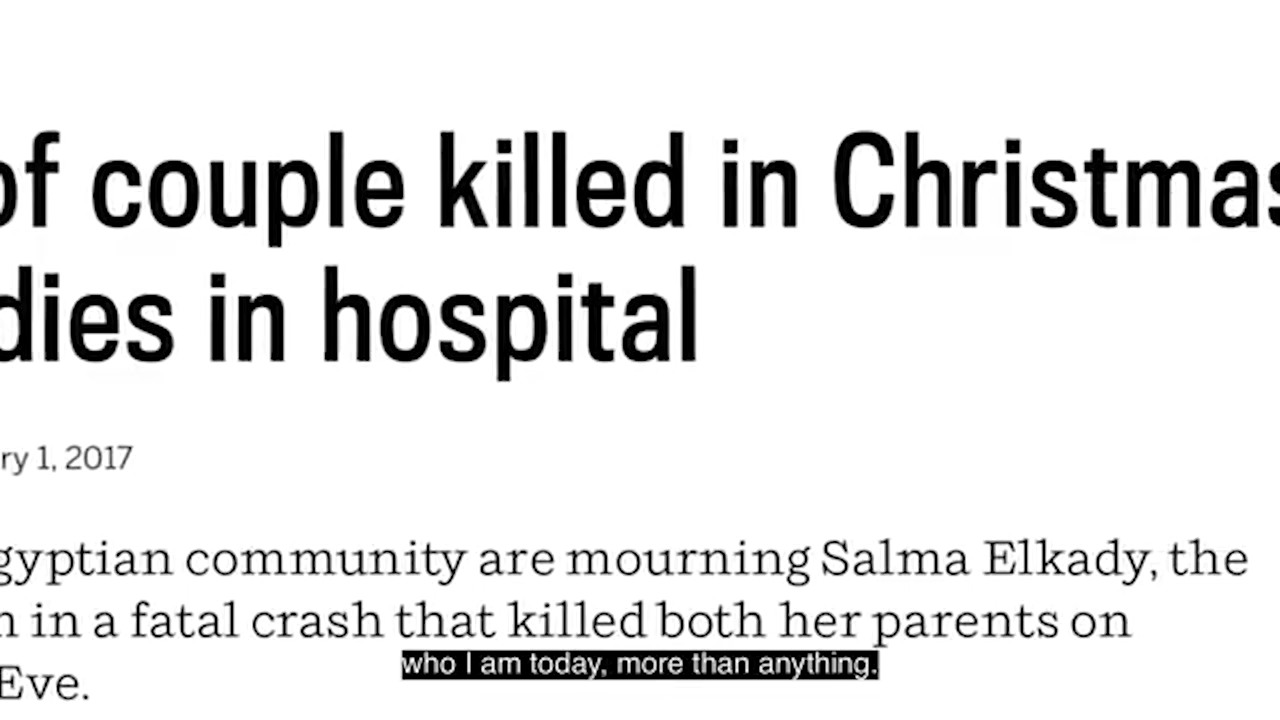 of couple killed in Christmas
dies in hospital
ry 1, 2017
gyptian community are mourning Salma Elkady, the
n in a fatal crash that killed both her parents on
Eve.
who I am today, more than anything.